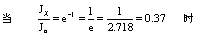 当 J_X/J_o = e⁻¹ = 1/e = 1/2.718 = 0.37 时